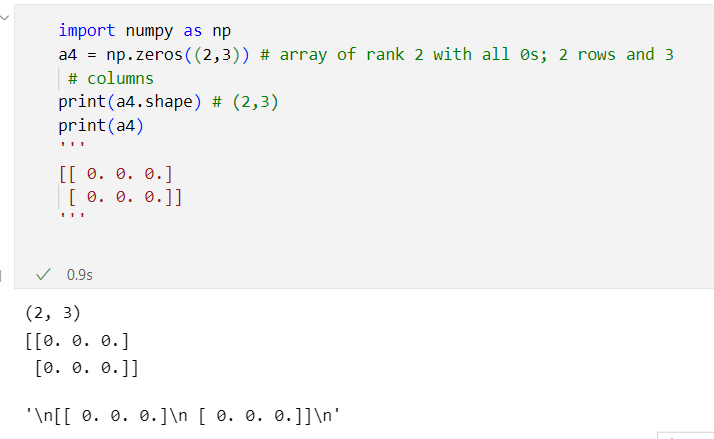 import numpy as np
a4 = np.zeros((2,3)) # array of rank 2 with all 0s; 2 rows and 3
# columns
print(a4.shape) # (2,3)
print(a4)
'''
[[ 0. 0. 0.]
[ 0. 0. 0.]]
'''
0.9s
(2, 3)
[[0. 0. 0.]
[0. 0. 0.]]
'\n[[ 0. 0. 0.]\n [ 0. 0. 0.]]\n'